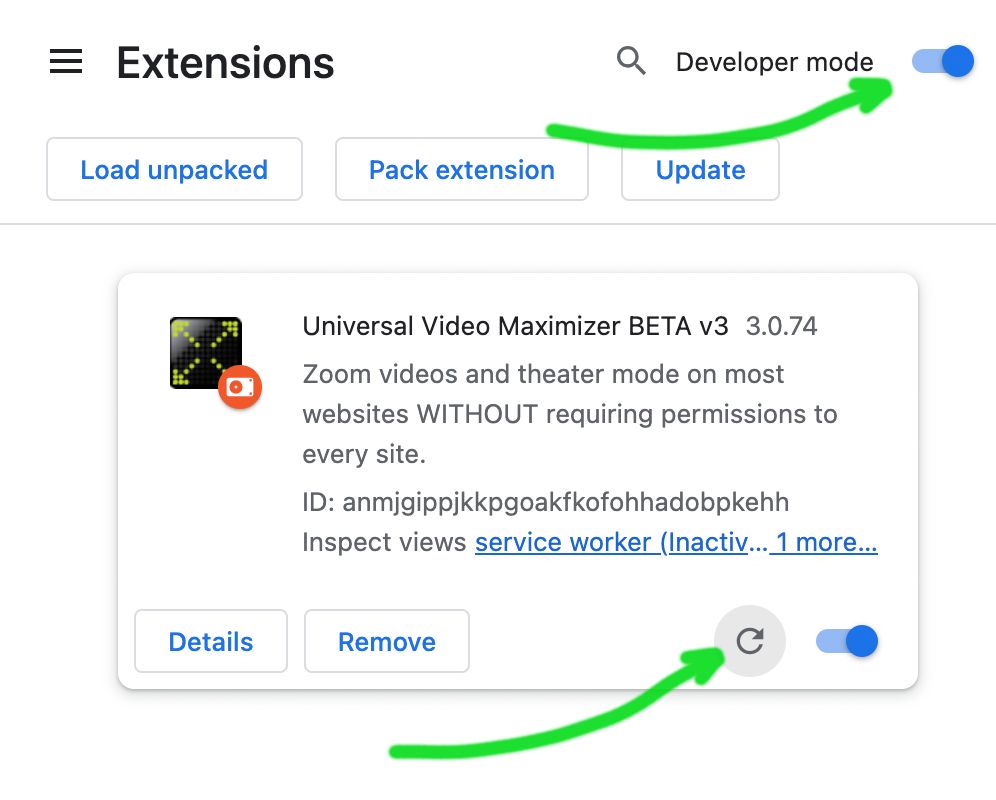 Extensions
Developer mode
Load unpacked
Pack extension
Update
Universal Video Maximizer BETA v3 3.0.74
Zoom videos and theater mode on most
websites WITHOUT requiring permissions to
every site.
ID: anmjgippjkkpgoakfkofohhadobpkehh
Inspect views service worker (Inactiv... 1 more...
Details
Remove